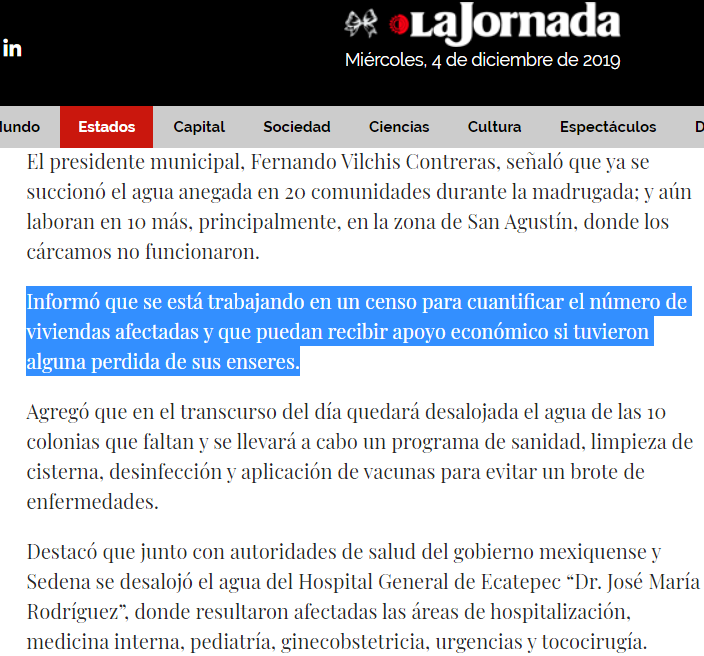 in
La Jornada
Miércoles, 4 de diciembre de 2019
Estados Capital Sociedad Ciencias Cultura Espectáculos
El presidente municipal, Fernando Vilchis Contreras, señaló que ya se
succionó el agua anegada en 20 comunidades durante la madrugada; y aún
laboran en 10 más, principalmente, en la zona de San Agustín, donde los
cárcamos no funcionaron.
Informó que se está trabajando en un censo para cuantificar el número de
viviendas afectadas y que puedan recibir apoyo económico si tuvieron
alguna perdida de sus enseres.
Agregó que en el transcurso del día quedará desalojada el agua de las 10
colonias que faltan y se llevará a cabo un programa de sanidad, limpieza de
cisterna, desinfección y aplicación de vacunas para evitar un brote de
enfermedades.
Destacó que junto con autoridades de salud del gobierno mexiquense y
Sedena se desalojó el agua del Hospital General de Ecatepec “Dr. José María
Rodríguez”, donde resultaron afectadas las áreas de hospitalización,
medicina interna, pediatría, ginecobstetricia, urgencias y tococirugía.